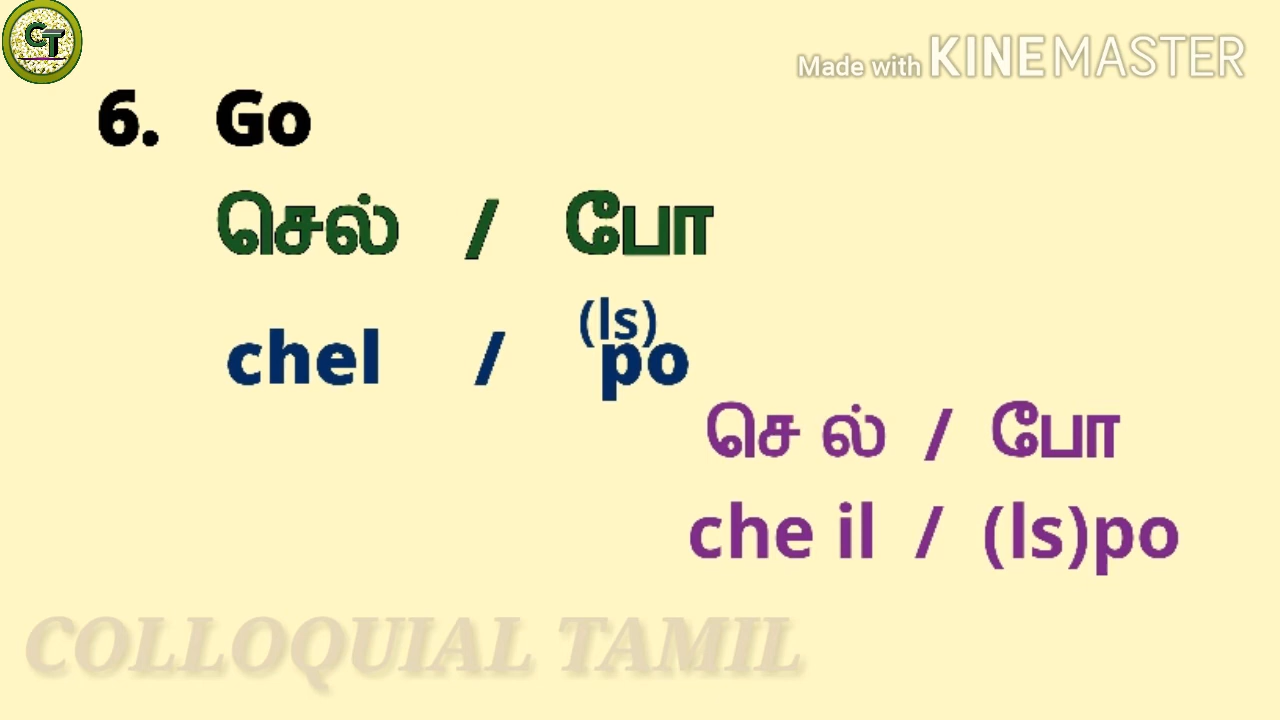 CT
Made with KINEMASTER
6. Go
செல் / போ
(ls)
chel / po
செ ல் / போ
che il / (ls)po
COLLOQUIAL TAMIL